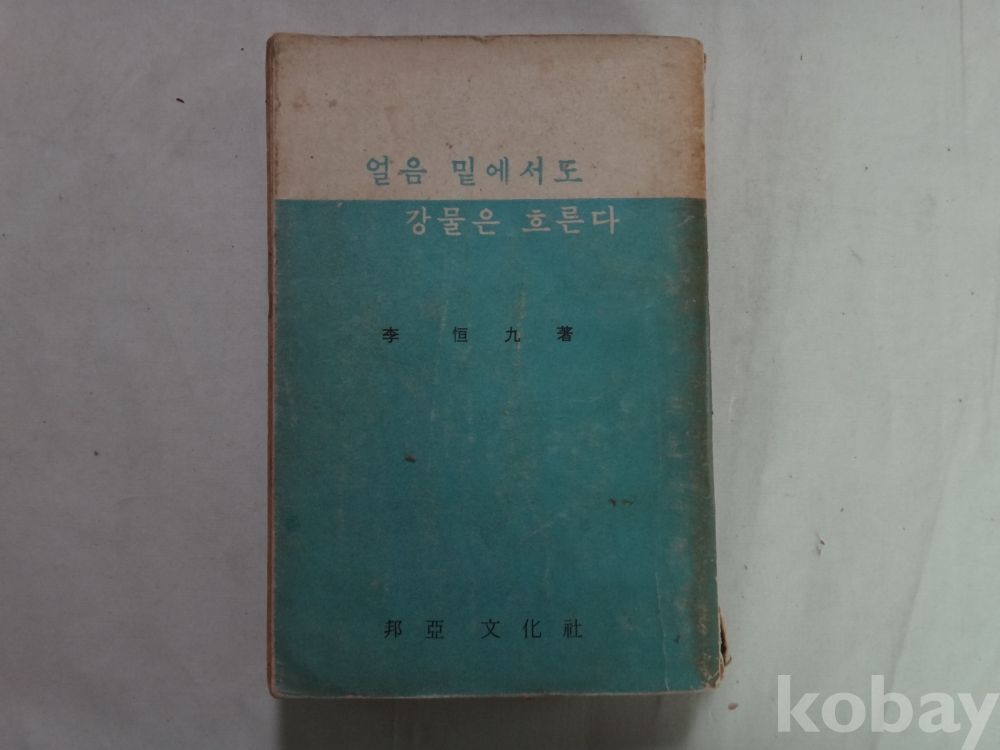 얼음 밑에서도
강물은 흐른다
李 恒 九 著
邦亞 文化社
kobay